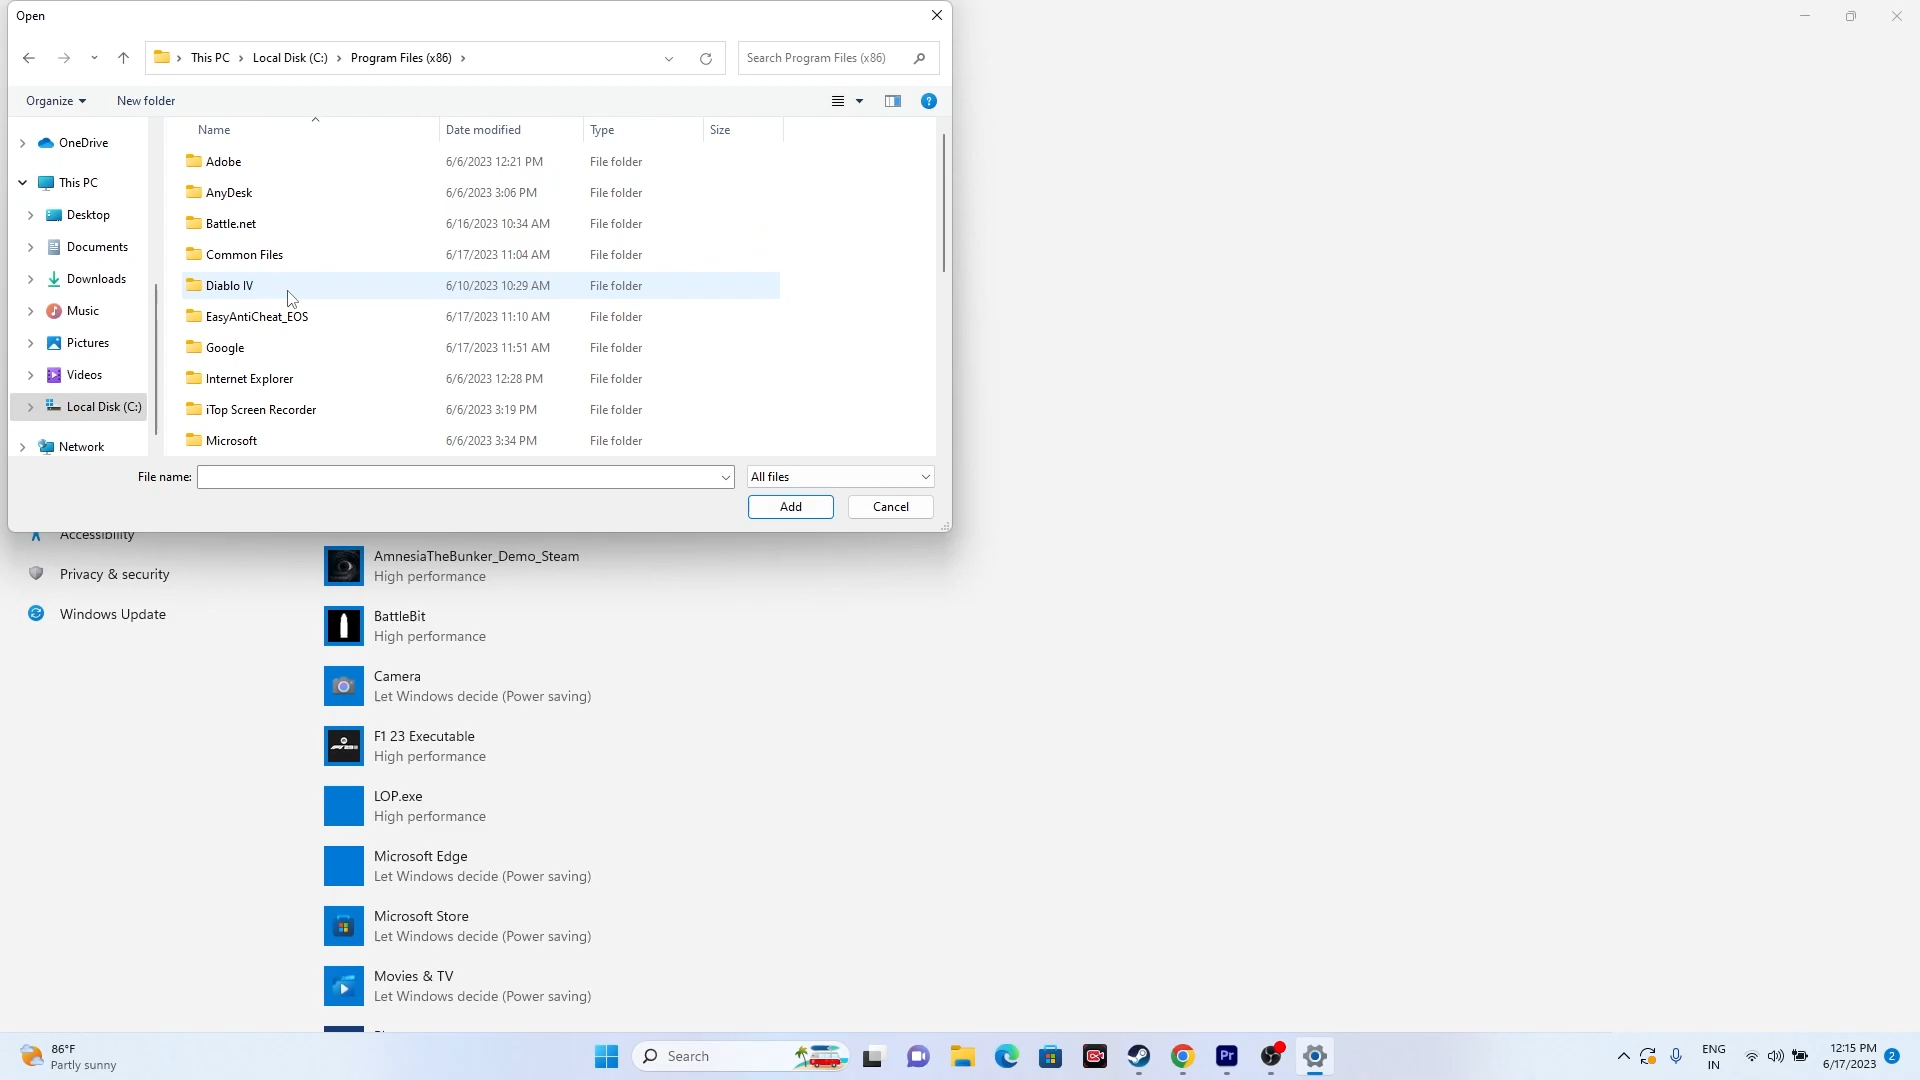 Open
This PC > Local Disk (C:) > Program Files (x86) >
Search Program Files (x86)
Organize
New folder
Name
Date modified
Type
Size
OneDrive
This PC
Desktop
Documents
Downloads
Music
Pictures
Videos
Local Disk (C:)
Network
Adobe 6/6/2023 12:21 PM File folder
AnyDesk 6/6/2023 3:06 PM File folder
Battle.net 6/16/2023 10:34 AM File folder
Common Files 6/17/2023 11:04 AM File folder
Diablo IV 6/10/2023 10:29 AM File folder
EasyAntiCheat_EOS 6/17/2023 11:10 AM File folder
Google 6/17/2023 11:51 AM File folder
Internet Explorer 6/6/2023 12:28 PM File folder
iTop Screen Recorder 6/6/2023 3:19 PM File folder
Microsoft 6/6/2023 3:34 PM File folder
File name:
All files
Add
Cancel
Accessibility
Privacy & security
Windows Update
AmnesiaTheBunker_Demo_Steam
High performance
BattleBit
High performance
Camera
Let Windows decide (Power saving)
F1 23 Executable
High performance
LOP.exe
High performance
Microsoft Edge
Let Windows decide (Power saving)
Microsoft Store
Let Windows decide (Power saving)
Movies & TV
Let Windows decide (Power saving)
86°F
Partly sunny
Search
Pr
ENG
IN
12:15 PM
6/17/2023
2